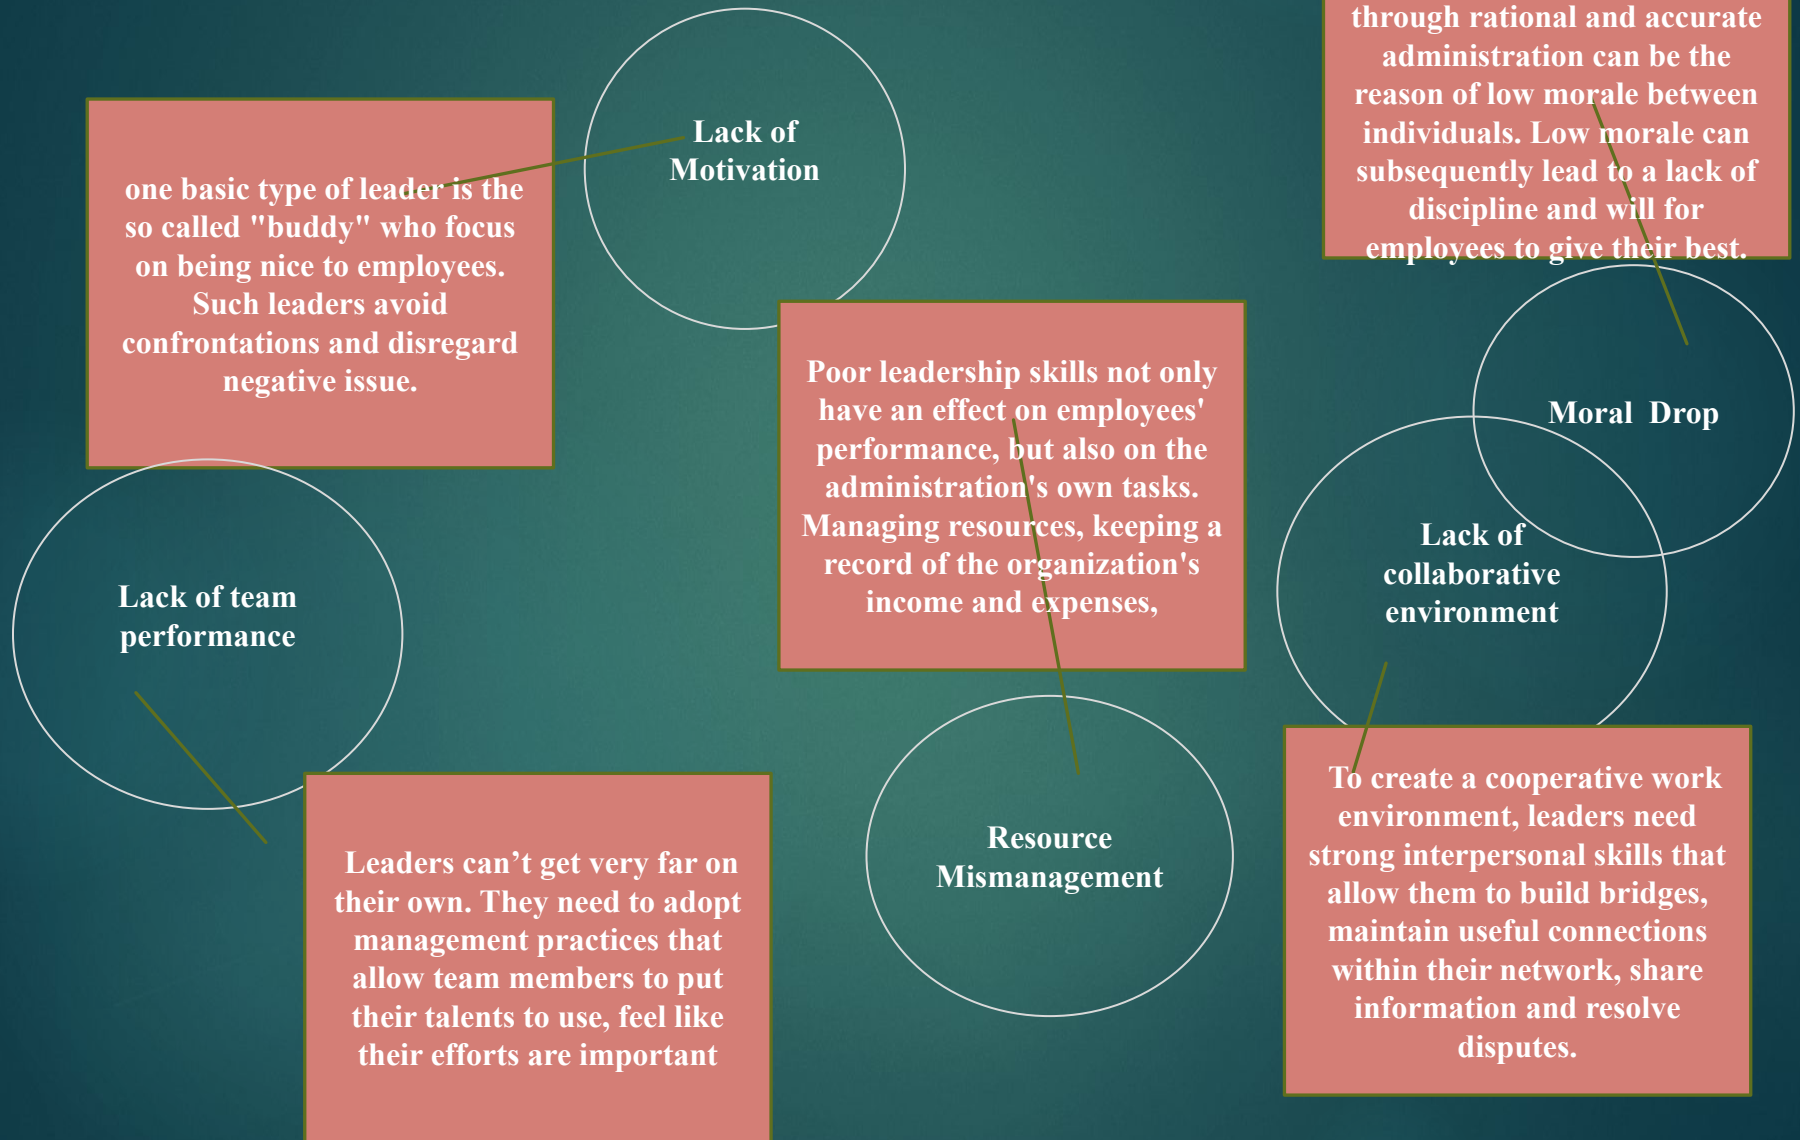 Lack of
Motivation
one basic type of leader is the
so called "buddy" who focus
on being nice to employees.
Such leaders avoid
confrontations and disregard
negative issue.
through rational and accurate
administration can be the
reason of low morale between
individuals. Low morale can
subsequently lead to a lack of
discipline and will for
employees to give their best.
Moral  Drop
Poor leadership skills not only
have an effect on employees'
performance, but also on the
administration's own tasks.
Managing resources, keeping a
record of the organization's
income and expenses,
Lack of
collaborative
environment
Lack of team
performance
Resource
Mismanagement
To create a cooperative work
environment, leaders need
strong interpersonal skills that
allow them to build bridges,
maintain useful connections
within their network, share
information and resolve
disputes.
Leaders can’t get very far on
their own. They need to adopt
management practices that
allow team members to put
their talents to use, feel like
their efforts are important